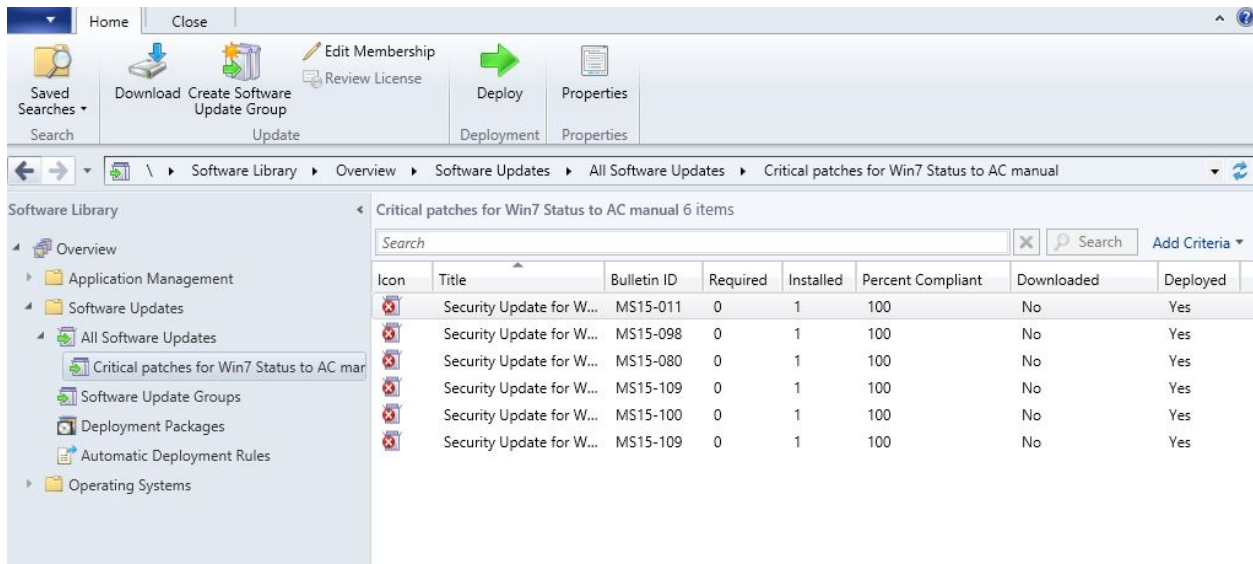 Home Close
Saved Searches
Download
Create Software Update Group
Edit Membership
Review License
Deploy
Properties
Search Update Deployment Properties
\ Software Library Overview Software Updates All Software Updates Critical patches for Win7 Status to AC manual
Software Library
Overview
Application Management
Software Updates
All Software Updates
Critical patches for Win7 Status to AC mar
Software Update Groups
Deployment Packages
Automatic Deployment Rules
Operating Systems
Critical patches for Win7 Status to AC manual 6 items
Search Search Add Criteria
Icon Title Bulletin ID Required Installed Percent Compliant Downloaded Deployed
Security Update for W... MS15-011 0 1 100 No Yes
Security Update for W... MS15-098 0 1 100 No Yes
Security Update for W... MS15-080 0 1 100 No Yes
Security Update for W... MS15-109 0 1 100 No Yes
Security Update for W... MS15-100 0 1 100 No Yes
Security Update for W... MS15-109 0 1 100 No Yes